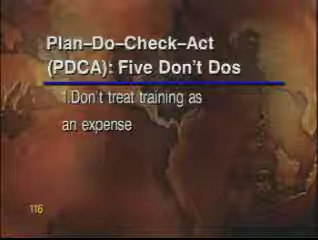 Plan–Do–Check–Act
(PDCA): Five Don't Dos
1.Don't treat training as
an expense
116